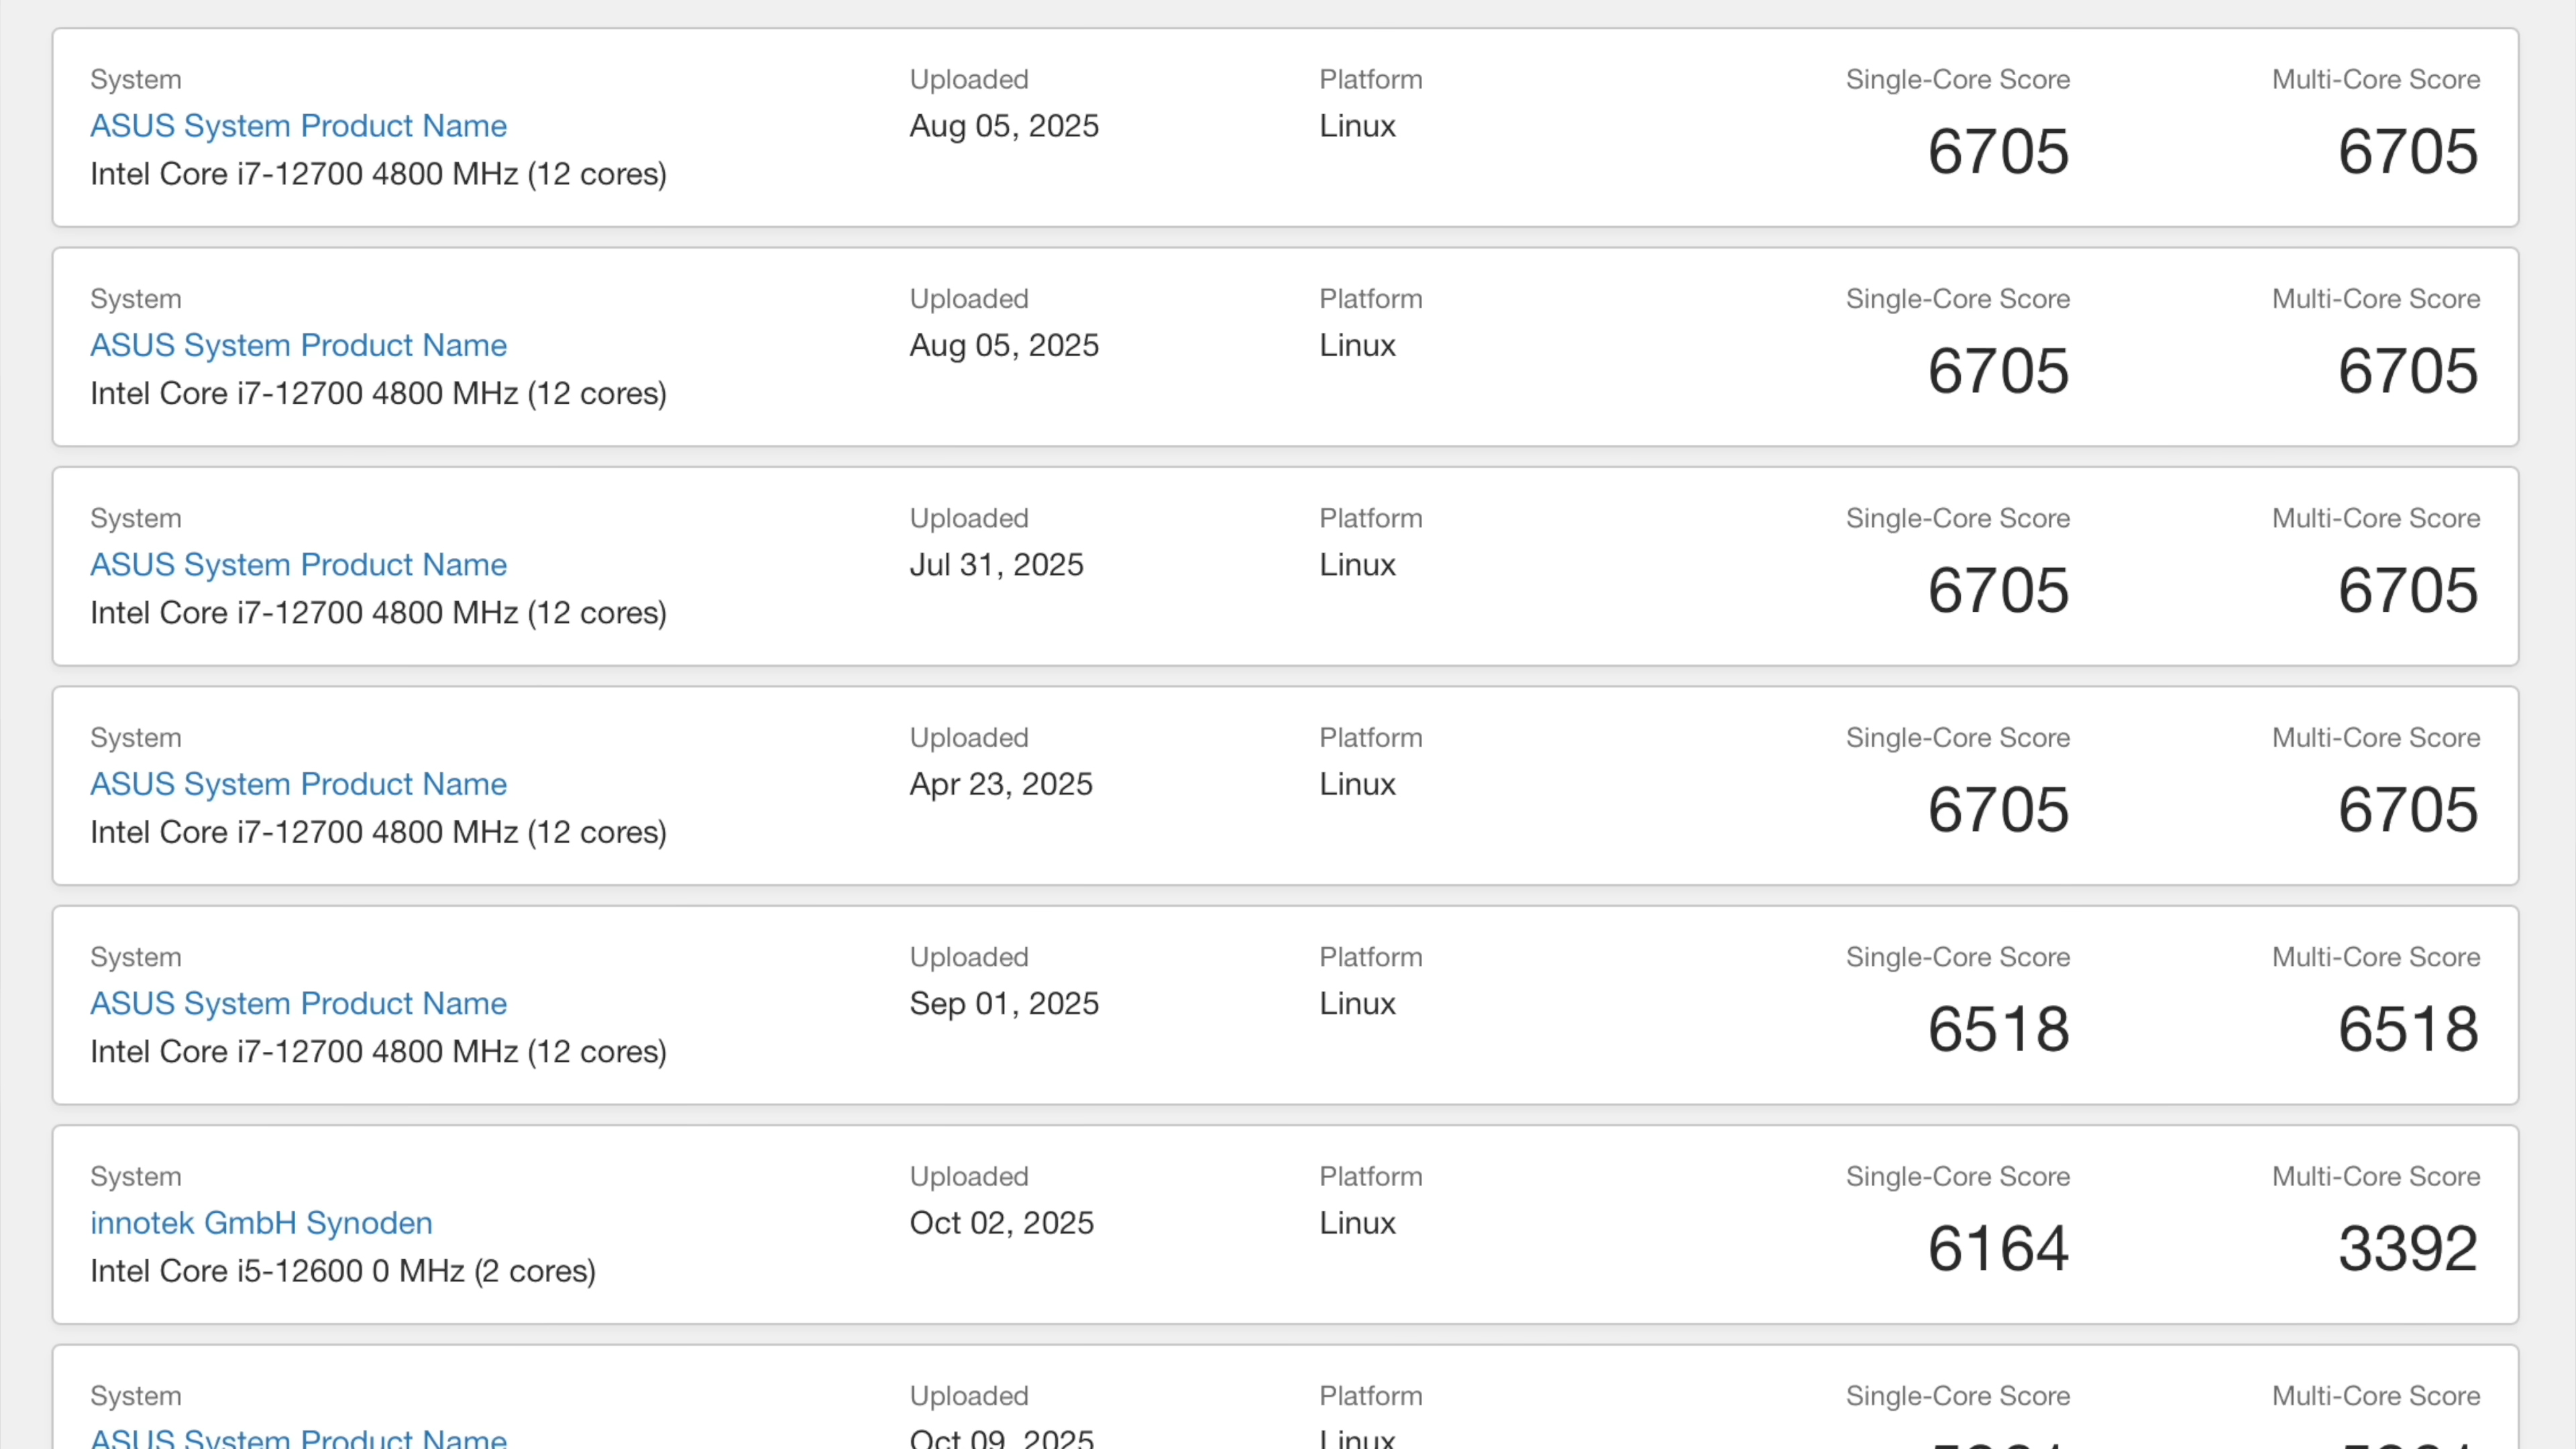 System Uploaded Platform Single-Core Score Multi-Core Score
ASUS System Product Name Aug 05, 2025 Linux 6705 6705
Intel Core i7-12700 4800 MHz (12 cores)
System Uploaded Platform Single-Core Score Multi-Core Score
ASUS System Product Name Aug 05, 2025 Linux 6705 6705
Intel Core i7-12700 4800 MHz (12 cores)
System Uploaded Platform Single-Core Score Multi-Core Score
ASUS System Product Name Jul 31, 2025 Linux 6705 6705
Intel Core i7-12700 4800 MHz (12 cores)
System Uploaded Platform Single-Core Score Multi-Core Score
ASUS System Product Name Apr 23, 2025 Linux 6705 6705
Intel Core i7-12700 4800 MHz (12 cores)
System Uploaded Platform Single-Core Score Multi-Core Score
ASUS System Product Name Sep 01, 2025 Linux 6518 6518
Intel Core i7-12700 4800 MHz (12 cores)
System Uploaded Platform Single-Core Score Multi-Core Score
innotek GmbH Synoden Oct 02, 2025 Linux 6164 3392
Intel Core i5-12600 0 MHz (2 cores)
System Uploaded Platform Single-Core Score Multi-Core Score
ASUS System Product Name Oct 09, 2025 Linux